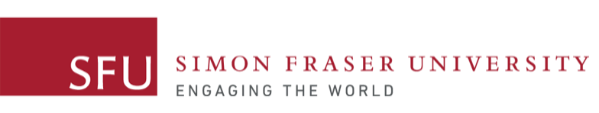 SFU
SIMON FRASER UNIVERSITY
ENGAGING THE WORLD